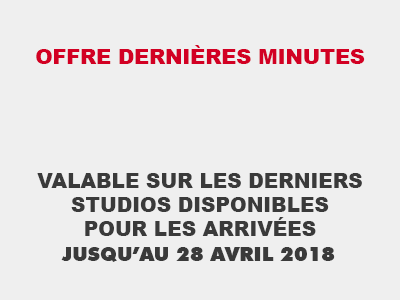 OFFRE DERNIÈRES MINUTES
VALABLE SUR LES DERNIERS
STUDIOS DISPONIBLES
POUR LES ARRIVÉES
JUSQU’AU 28 AVRIL 2018